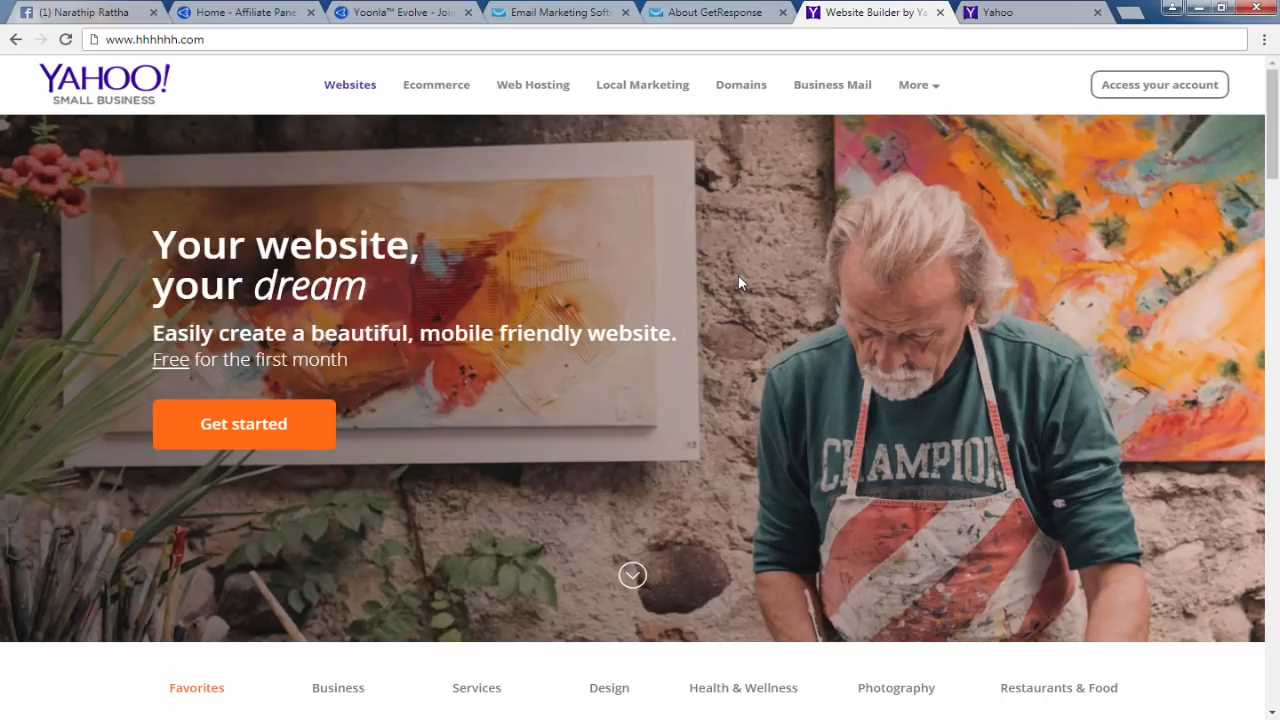 (1) Narathip Rattha
Home - Affiliate Pane
Yoonla™ Evolve - Join
Email Marketing Soft
About GetResponse
Website Builder by Ya
Yahoo
www.hhhhhh.com
YAHOO!
SMALL BUSINESS
Websites
Ecommerce
Web Hosting
Local Marketing
Domains
Business Mail
More
Access your account
Your website,
your dream
Easily create a beautiful, mobile friendly website.
Free for the first month
Get started
CHAMPION
Favorites
Business
Services
Design
Health & Wellness
Photography
Restaurants & Food